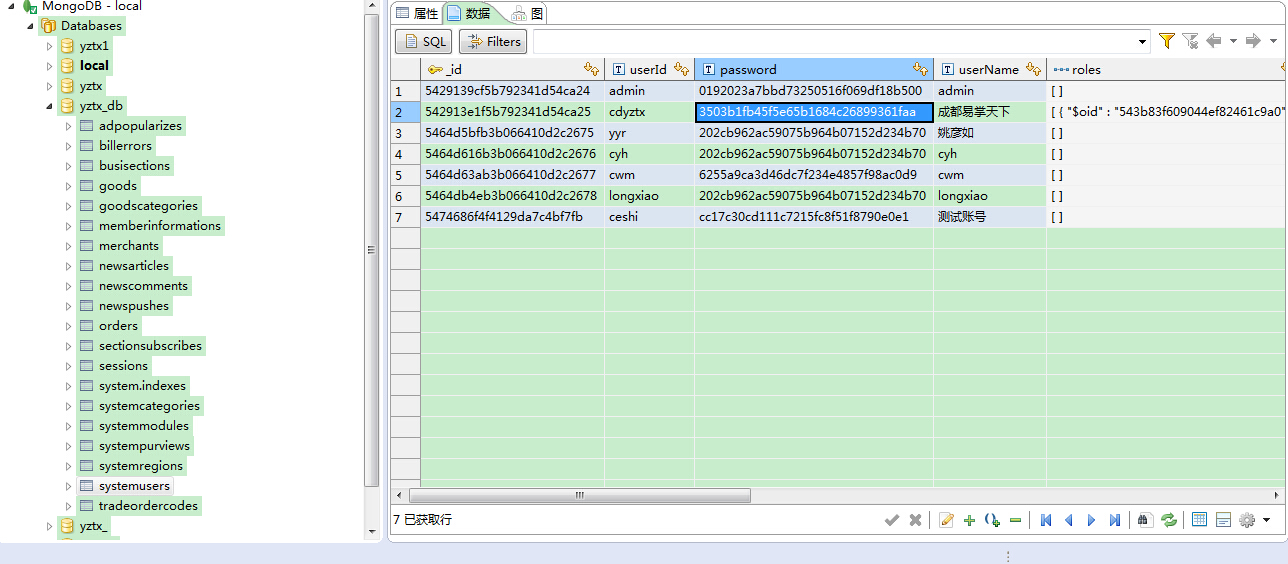 MongoDB - local
Databases
yztx1
local
yztx
yztx_db
adpopularizes
billerrors
busisections
goods
goodscategories
memberinformations
merchants
newsarticles
newscomments
newspushes
orders
sectionsubscribes
sessions
system.indexes
systemcategories
systemmodules
systempurviews
systemregions
systemusers
tradeordercodes
yztx_
属性 数据 图
SQL Filters
_id userId password userName roles
1 5429139cf5b792341d54ca24 admin 0192023a7bbd73250516f069df18b500 admin [ ]
2 542913e1f5b792341d54ca25 cdyztx 3503b1fb45f5e65b1684c26899361faa 成都易掌天下 [ { "$oid" : "543b83f609044ef82461c9a0"
3 5464d5bfb3b066410d2c2675 yyr 202cb962ac59075b964b07152d234b70 姚彦如 [ ]
4 5464d616b3b066410d2c2676 cyh 202cb962ac59075b964b07152d234b70 cyh [ ]
5 5464d63ab3b066410d2c2677 cwm 6255a9ca3d46dc7f234e4857f98ac0d9 cwm [ ]
6 5464db4eb3b066410d2c2678 longxiao 202cb962ac59075b964b07152d234b70 longxiao [ ]
7 5474686f4f4129da7c4bf7fb ceshi cc17c30cd111c7215fc8f51f8790e0e1 测试账号 [ ]
7 已获取行